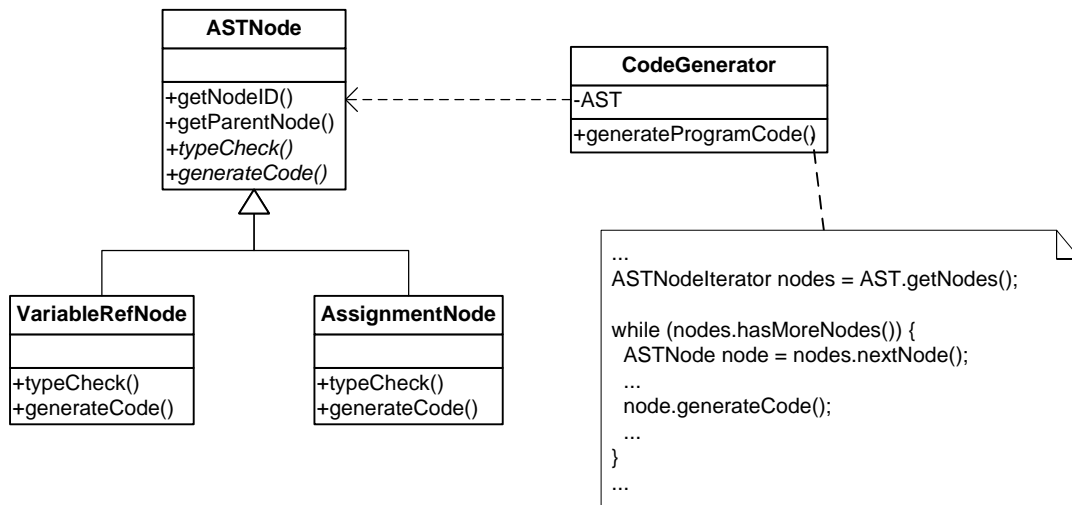 ASTNode
+getNodeID()
+getParentNode()
+typeCheck()
+generateCode()
CodeGenerator
-AST
+generateProgramCode()
VariableRefNode
+typeCheck()
+generateCode()
AssignmentNode
+typeCheck()
+generateCode()
...
ASTNodeIterator nodes = AST.getNodes();
while (nodes.hasMoreNodes()) {
ASTNode node = nodes.nextNode();
...
node.generateCode();
...
}
...